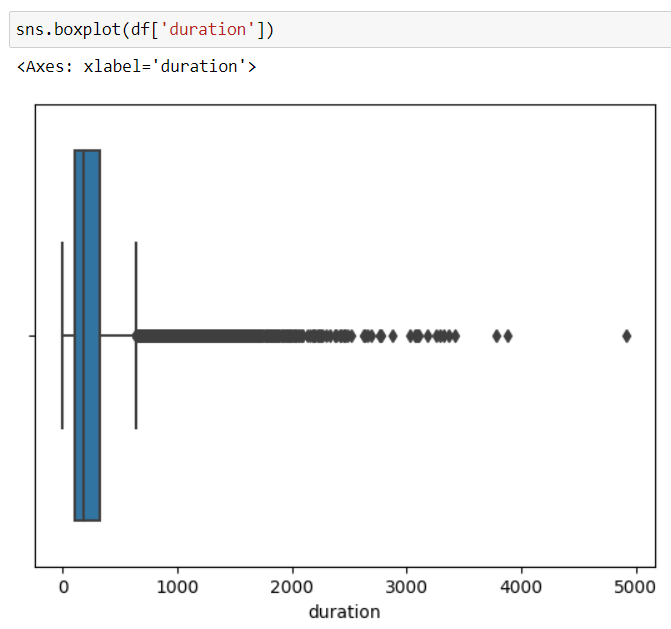 sns.boxplot(df['duration'])
<Axes: xlabel='duration'>
0 1000 2000 3000 4000 5000
duration